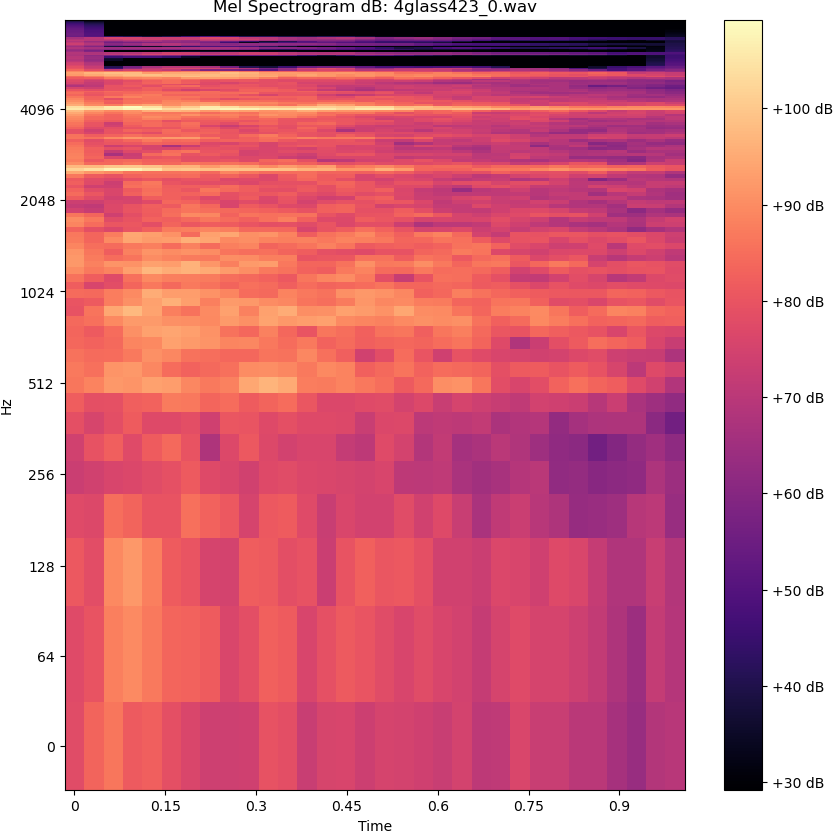 Mel Spectrogram dB: 4glass423_0.wav
4096
2048
1024
512
256
128
64
0
Hz
0
0.15
0.3
0.45
0.6
0.75
0.9
Time
+100 dB
+90 dB
+80 dB
+70 dB
+60 dB
+50 dB
+40 dB
+30 dB